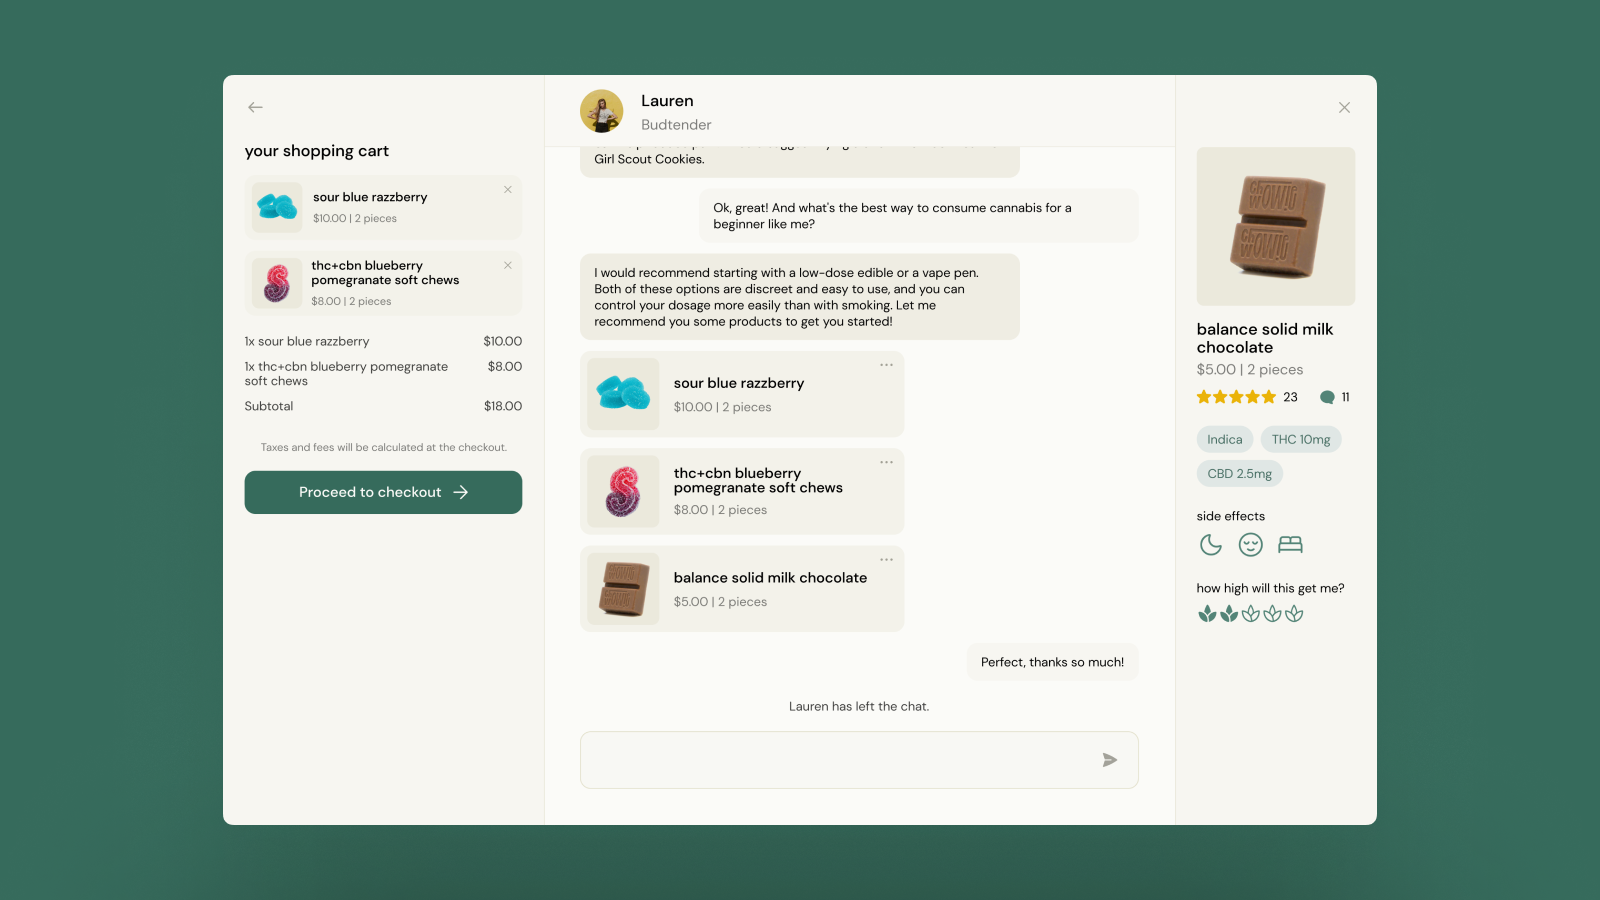 your shopping cart
sour blue razzberry
$10.00 | 2 pieces
thc+cbn blueberry
pomegranate soft chews
$8.00 | 2 pieces
1x sour blue razzberry $10.00
1x thc+cbn blueberry pomegranate $8.00
soft chews
Subtotal $18.00
Taxes and fees will be calculated at the checkout.
Proceed to checkout
Lauren
Budtender
Girl Scout Cookies.
Ok, great! And what's the best way to consume cannabis for a
beginner like me?
I would recommend starting with a low-dose edible or a vape pen.
Both of these options are discreet and easy to use, and you can
control your dosage more easily than with smoking. Let me
recommend you some products to get you started!
sour blue razzberry
$10.00 | 2 pieces
thc+cbn blueberry
pomegranate soft chews
$8.00 | 2 pieces
balance solid milk chocolate
$5.00 | 2 pieces
Perfect, thanks so much!
Lauren has left the chat.
balance solid milk
chocolate
$5.00 | 2 pieces
23 11
Indica THC 10mg
CBD 2.5mg
side effects
how high will this get me?